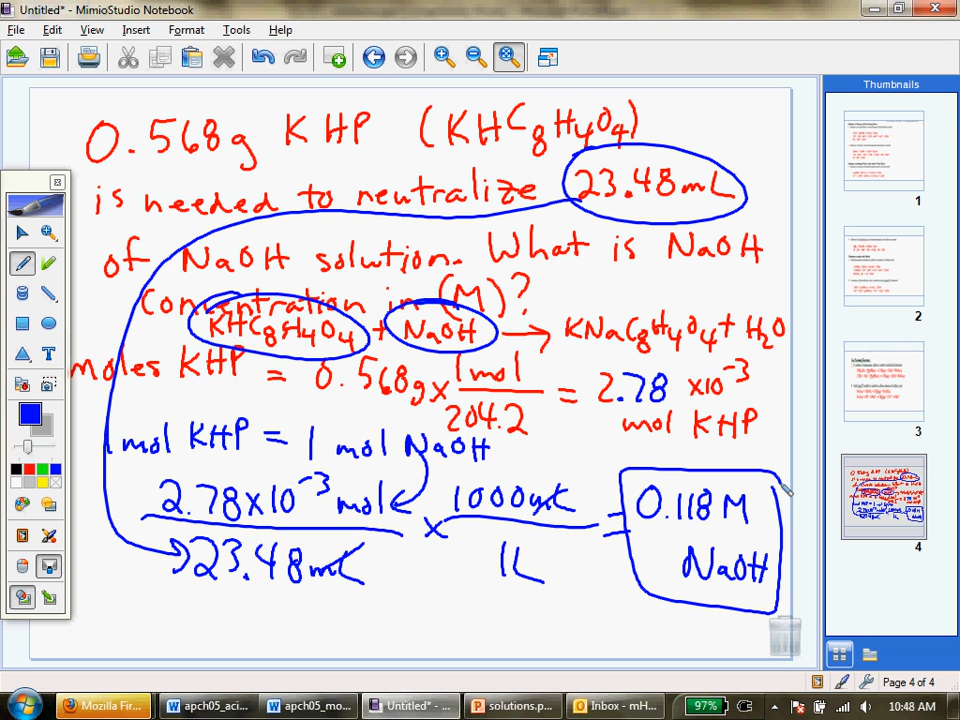 Untitled* - MimioStudio Notebook
File Edit View Insert Format Tools Help
Thumbnails
0.568g KHP (KHC8H4O4)
is needed to neutralize 23.48mL
of NaOH solution. What is NaOH
concentration in (M)?
KHC8H4O4 + NaOH → KNaC8H4O4 + H2O
moles KHP = 0.568g x 1mol / 204.2 = 2.78 x10^-3
mol KHP
1 mol KHP = 1 mol NaOH
2.78x10^-3 mole / 23.48mL x 1000mL / 1L = 0.118M
NaOH
1
2
3
4
Page 4 of 4
Mozilla Fir...
apch05_aci...
apch05_mo...
Untitled* - ...
solutions.p...
Inbox - mH...
97%
10:48 AM